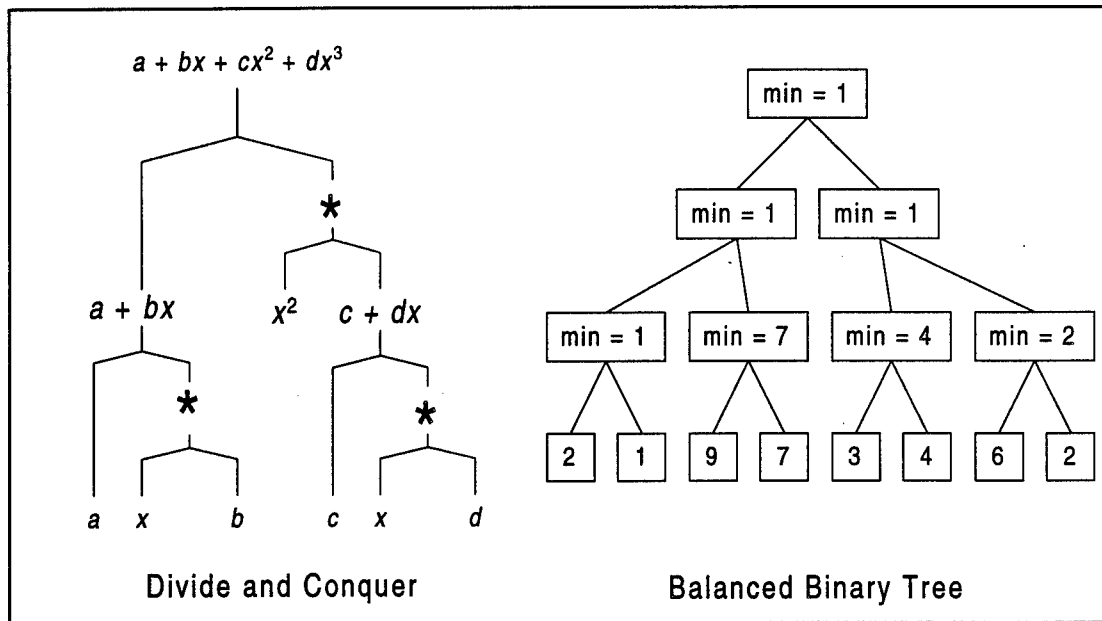 a + bx + cx² + dx³
*
a + bx x² c + dx
* *
a x b c x d
Divide and Conquer
min = 1
min = 1 min = 1
min = 1 min = 7 min = 4 min = 2
2 1 9 7 3 4 6 2
Balanced Binary Tree